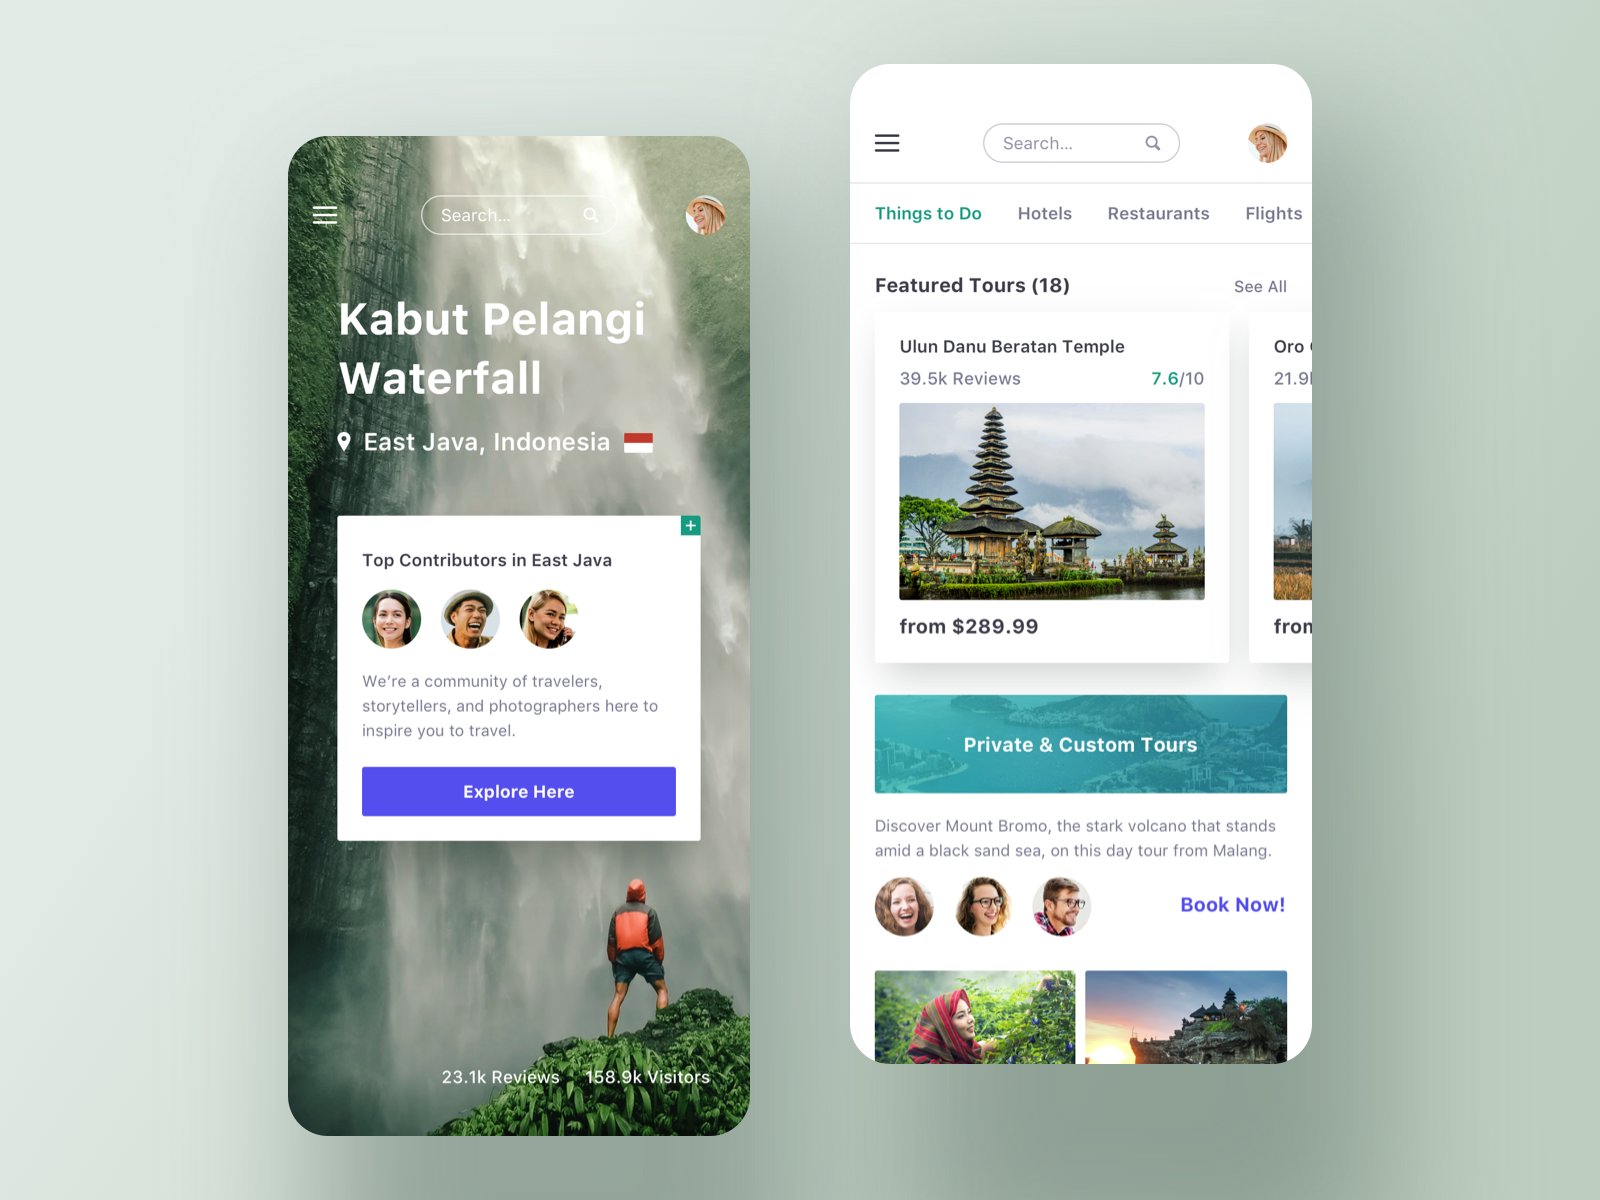 Search...
Kabut Pelangi
Waterfall
East Java, Indonesia
Top Contributors in East Java
We’re a community of travelers,
storytellers, and photographers here to
inspire you to travel.
Explore Here
23.1k Reviews 158.9k Visitors
Search...
Things to Do Hotels Restaurants Flights
Featured Tours (18) See All
Ulun Danu Beratan Temple
39.5k Reviews 7.6/10
from $289.99
Oro
21.9
Private & Custom Tours
Discover Mount Bromo, the stark volcano that stands
amid a black sand sea, on this day tour from Malang.
Book Now!